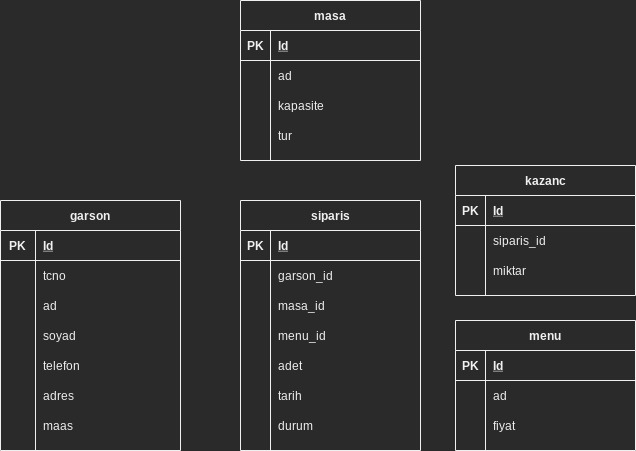 masa
PK Id
ad
kapasite
tur
garson
PK Id
tcno
ad
soyad
telefon
adres
maas
siparis
PK Id
garson_id
masa_id
menu_id
adet
tarih
durum
kazanc
PK Id
siparis_id
miktar
menu
PK Id
ad
fiyat